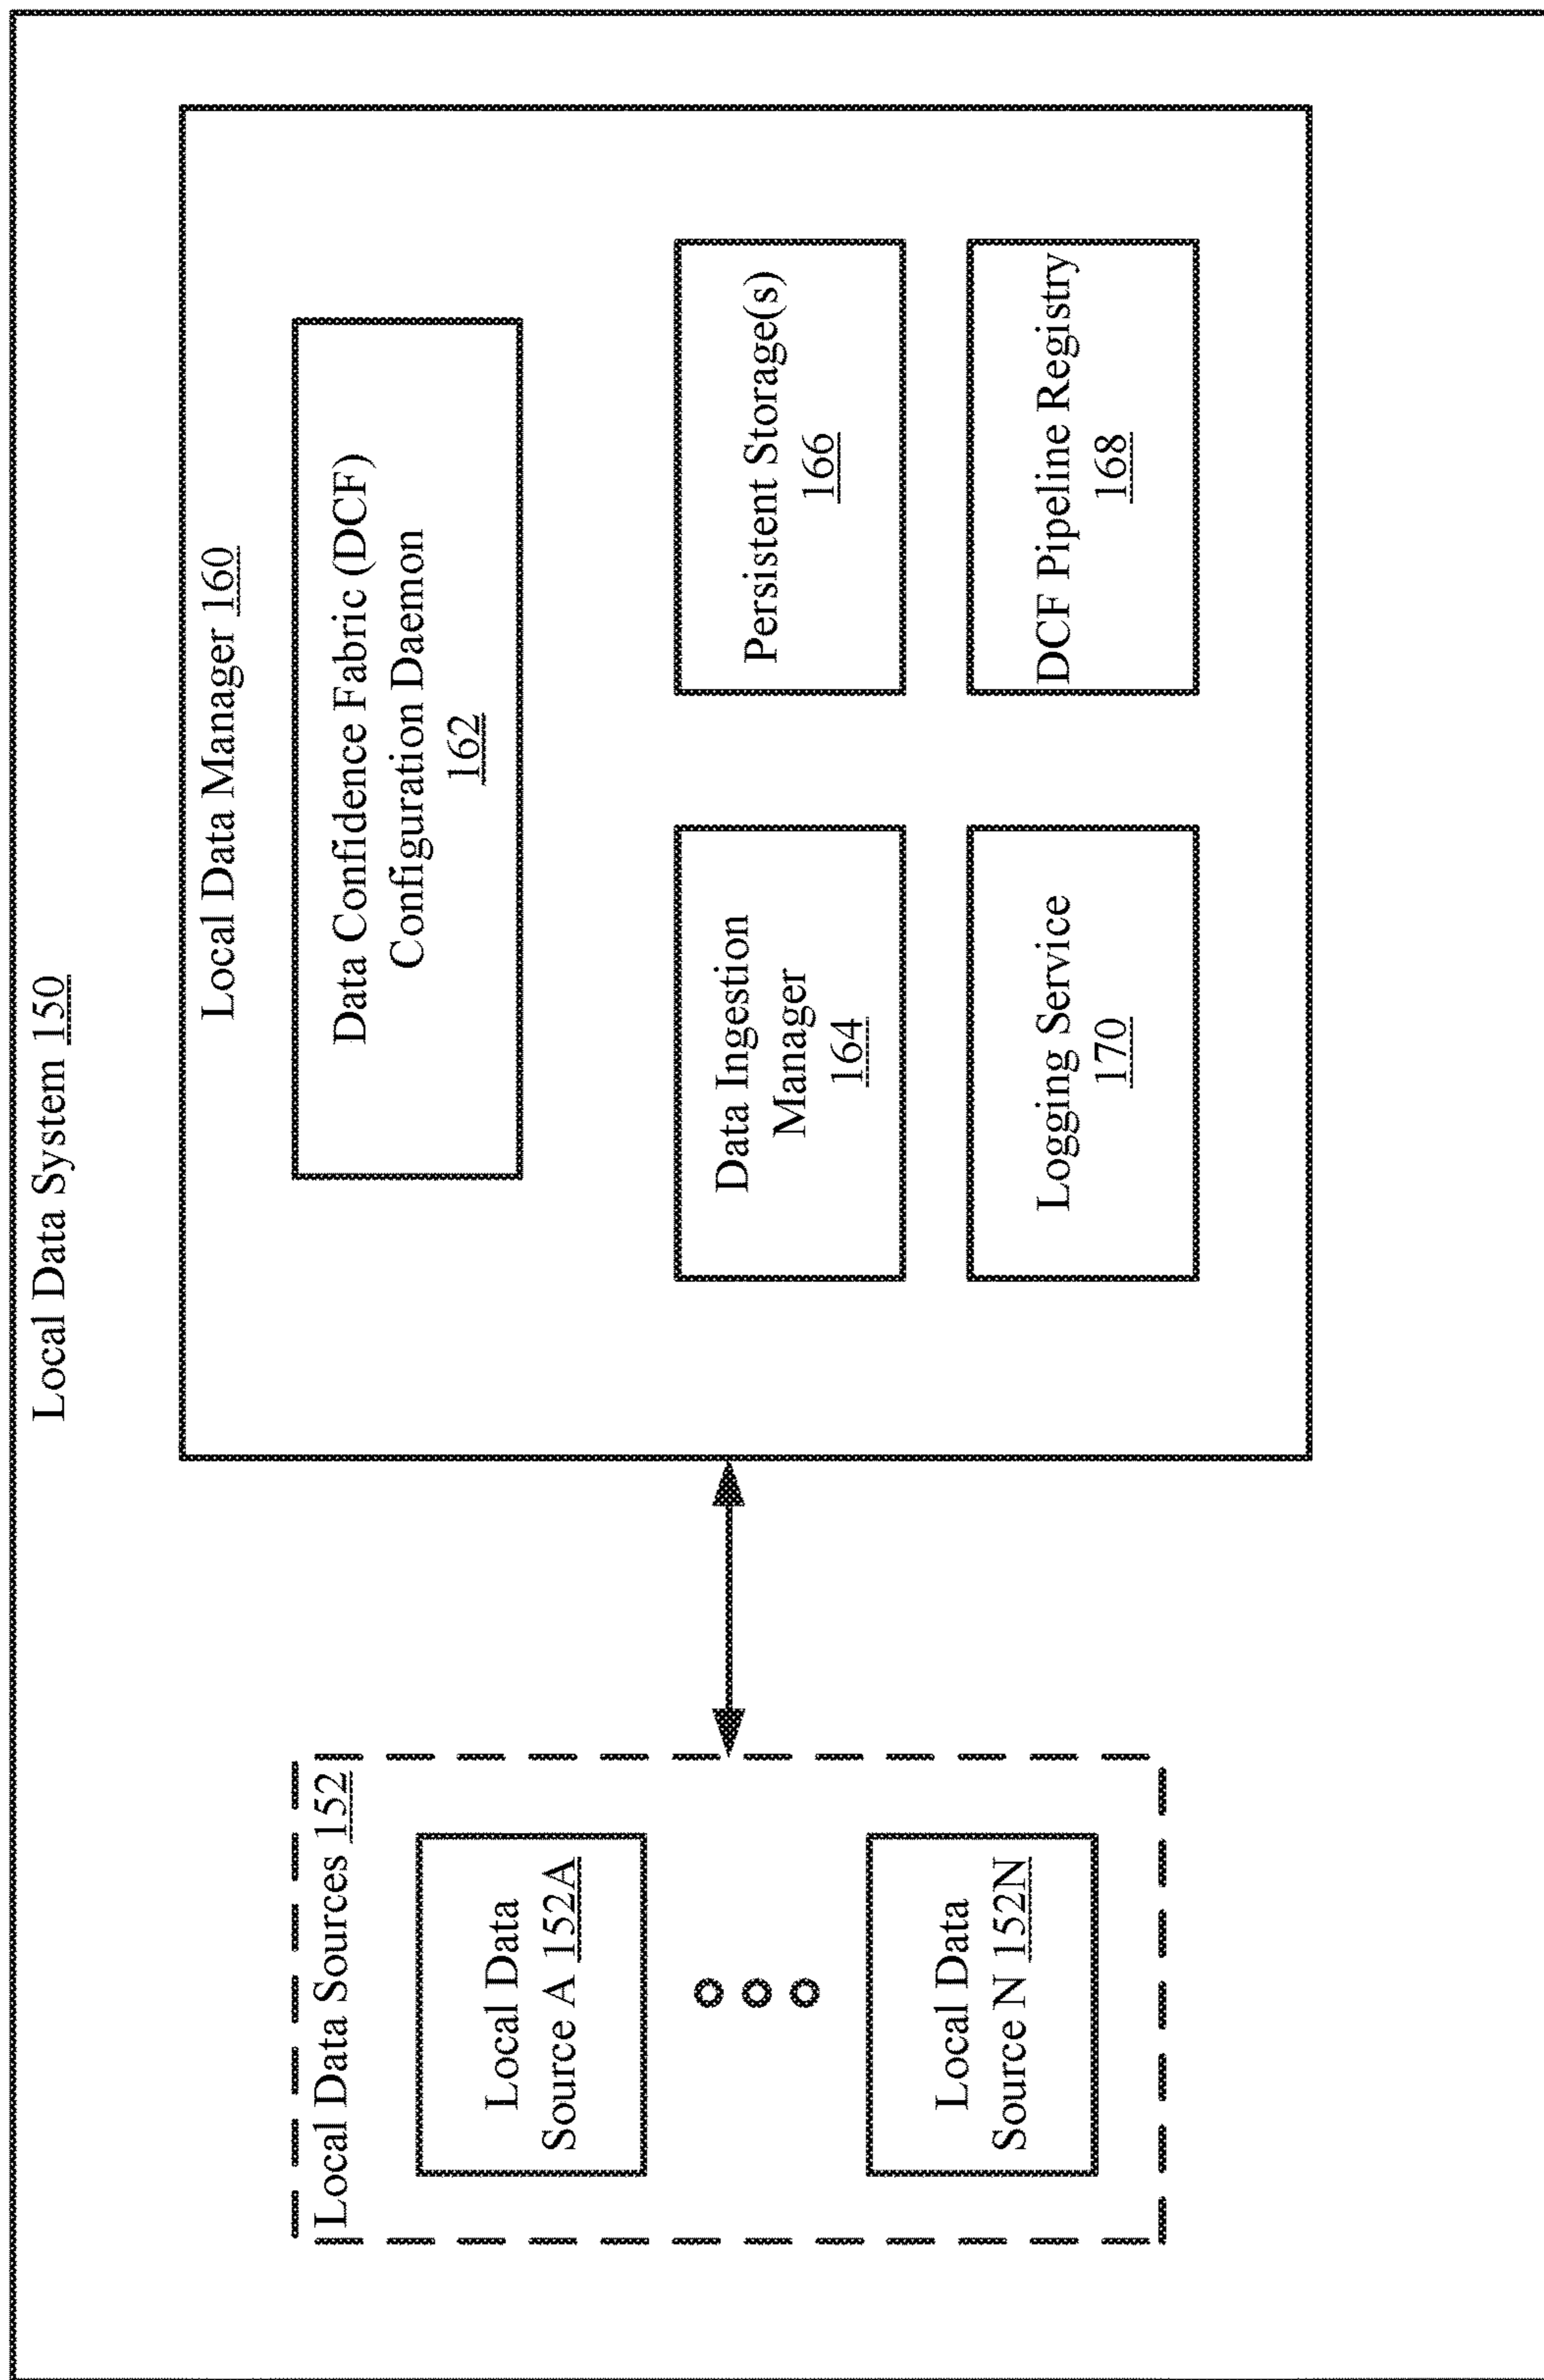 Local Data System 150
Local Data Sources 152
Local Data
Source A 152A
Local Data
Source N 152N
Local Data Manager 160
Data Confidence Fabric (DCF)
Configuration Daemon
162
Data Ingestion
Manager
164
Persistent Storage(s)
166
Logging Service
170
DCF Pipeline Registry
168